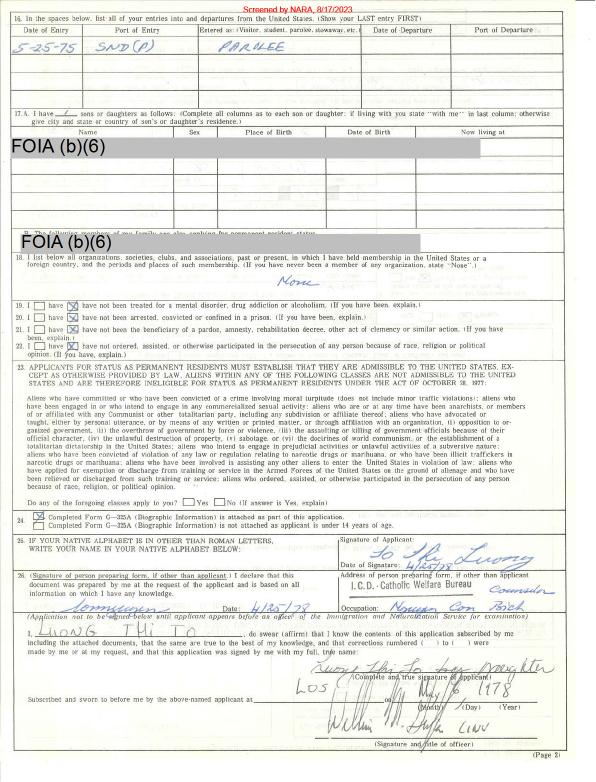 Screened by NARA, 8/17/2023
16. In the spaces below, list all of your entries into and departures from the United States. (Show your LAST entry FIRST)
Date of Entry Port of Entry Entered as: (Visitor, student, parolee, stowaway, etc.) Date of Departure Port of Departure
5-25-75 SND(P) PAROLEE
17.A. I have 1 sons or daughters as follows: (Complete all columns as to each son or daughter; if living with you state "with me" in last column; otherwise
give city and state or country of son's or daughter's residence.)
Name Sex Place of Birth Date of Birth Now living at
FOIA (b)(6)
FOIA (b)(6)
18. I list below all organizations, societies, clubs, and associations, past or present, in which I have held membership in the United States or a
foreign country, and the periods and places of such membership. (If you have never been a member of any organization, state "None".)
None
19. I have have not been treated for a mental disorder, drug addiction or alcoholism. (If you have been, explain.)
20. I have have not been arrested, convicted or confined in a prison. (If you have been, explain.)
21. I have have not been the beneficiary of a pardon, amnesty, rehabilitation decree, other act of clemency or similar action. (If you have
been, explain.)
22. I have have not ordered, assisted, or otherwise participated in the persecution of any person because of race, religion or political
opinion. (If you have, explain.)
23. APPLICANTS FOR STATUS AS PERMANENT RESIDENTS MUST ESTABLISH THAT THEY ARE ADMISSIBLE TO THE UNITED STATES, EX-
CEPT AS OTHERWISE PROVIDED BY LAW, ALIENS WITHIN ANY OF THE FOLLOWING CLASSES ARE NOT ADMISSIBLE TO THE UNITED
STATES AND ARE THEREFORE INELIGIBLE FOR STATUS AS PERMANENT RESIDENTS UNDER THE ACT OF OCTOBER 28, 1977:
Aliens who have committed or who have been convicted of a crime involving moral turpitude (does not include minor traffic violations); aliens who
have been engaged in or who intend to engage in any commercialized sexual activity; aliens who are or at any time have been, anarchists, or members
of or affiliated with any Communist or other totalitarian party, including any subdivision or affiliate thereof; aliens who have advocated or
taught, either by personal utterance, or by means of any written or printed matter, or through affiliation with an organization, (i) opposition to or-
ganized government, (ii) the overthrow of government by force or violence, (iii) the assaulting or killing of government officials because of their
official character, (iv) the unlawful destruction of property, (v) sabotage, or (vi) the doctrines of world communism, or the establishment of a
totalitarian dictatorship in the United States; aliens who intend to engage in prejudicial activities or unlawful activities of a subversive nature;
aliens who have been convicted of violation of any law or regulation relating to narcotic drugs or marihuana, or who have been illicit traffickers in
narcotic drugs or marihuana; aliens who have been involved in assisting any other aliens to enter the United States in violation of law; aliens who
have applied for exemption or discharge from training or service in the Armed Forces of the United States on the ground of alienage and who have
been relieved or discharged from such training or service; aliens who ordered, assisted, or otherwise participated in the persecution of any person
because of race, religion, or political opinion.
Do any of the foregoing classes apply to you? Yes No (If answer is Yes, explain)
24. Completed Form G-325A (Biographic Information) is attached as part of this application.
Completed Form G-325A (Biographic Information) is not attached as applicant is under 14 years of age.
25. IF YOUR NATIVE ALPHABET IS IN OTHER THAN ROMAN LETTERS,
WRITE YOUR NAME IN YOUR NATIVE ALPHABET BELOW:
Signature of Applicant:
To Thi Luong
Date of Signature: 4/25/78
26. (Signature of person preparing form, if other than applicant.) I declare that this
document was prepared by me at the request of the applicant and is based on all
information on which I have knowledge.
Date: 4/25/78
Address of person preparing form, if other than applicant
I.C.D. - Catholic Welfare Bureau
Counselor
Occupation:
(Application not to be signed below until applicant appears before an officer of the Immigration and Naturalization Service for examination)
I, LUONG THI TO, do swear (affirm) that I know the contents of this application subscribed by me
including the attached documents, that the same are true to the best of my knowledge, and that corrections numbered ( ) to ( ) were
made by me or at my request, and that this application was signed by me with my full, true name:
Luong Thi To
(Complete and true signature of applicant)
Subscribed and sworn to before me by the above-named applicant at LOS on May 16 1978
(Month) (Day) (Year)
(Signature and title of officer)
(Page 2)